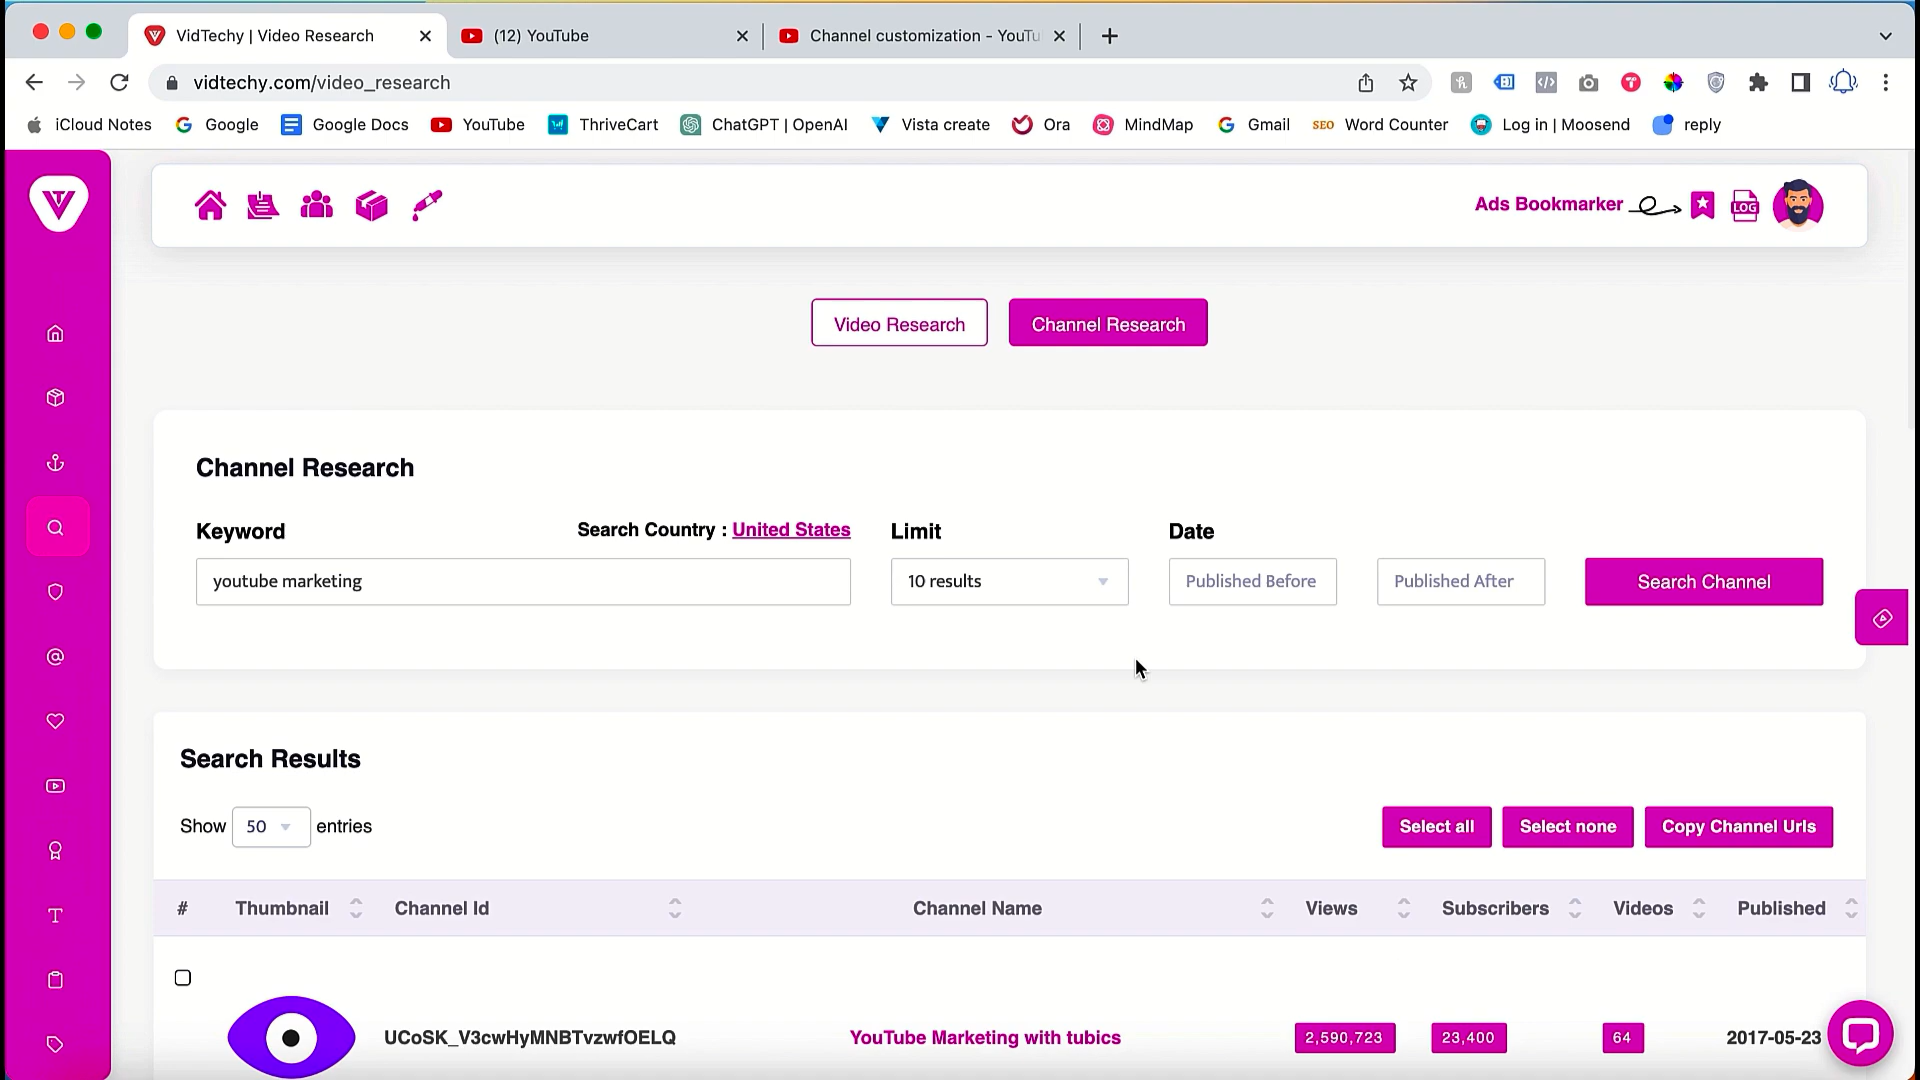 VidTechy | Video Research
(12) YouTube
Channel customization - YouTu
vidtechy.com/video_research
iCloud Notes
Google
Google Docs
YouTube
ThriveCart
ChatGPT | OpenAI
Vista create
Ora
MindMap
Gmail
SEO Word Counter
Log in | Moosend
reply
Ads Bookmarker
LOG
Video Research
Channel Research
Channel Research
Keyword
Search Country : United States
Limit
Date
youtube marketing
10 results
Published Before
Published After
Search Channel
Search Results
Show 50 entries
Select all
Select none
Copy Channel Urls
# Thumbnail Channel Id Channel Name Views Subscribers Videos Published
UCoSK_V3cwHyMNBTvzwfOELQ YouTube Marketing with tubics 2,590,723 23,400 64 2017-05-23